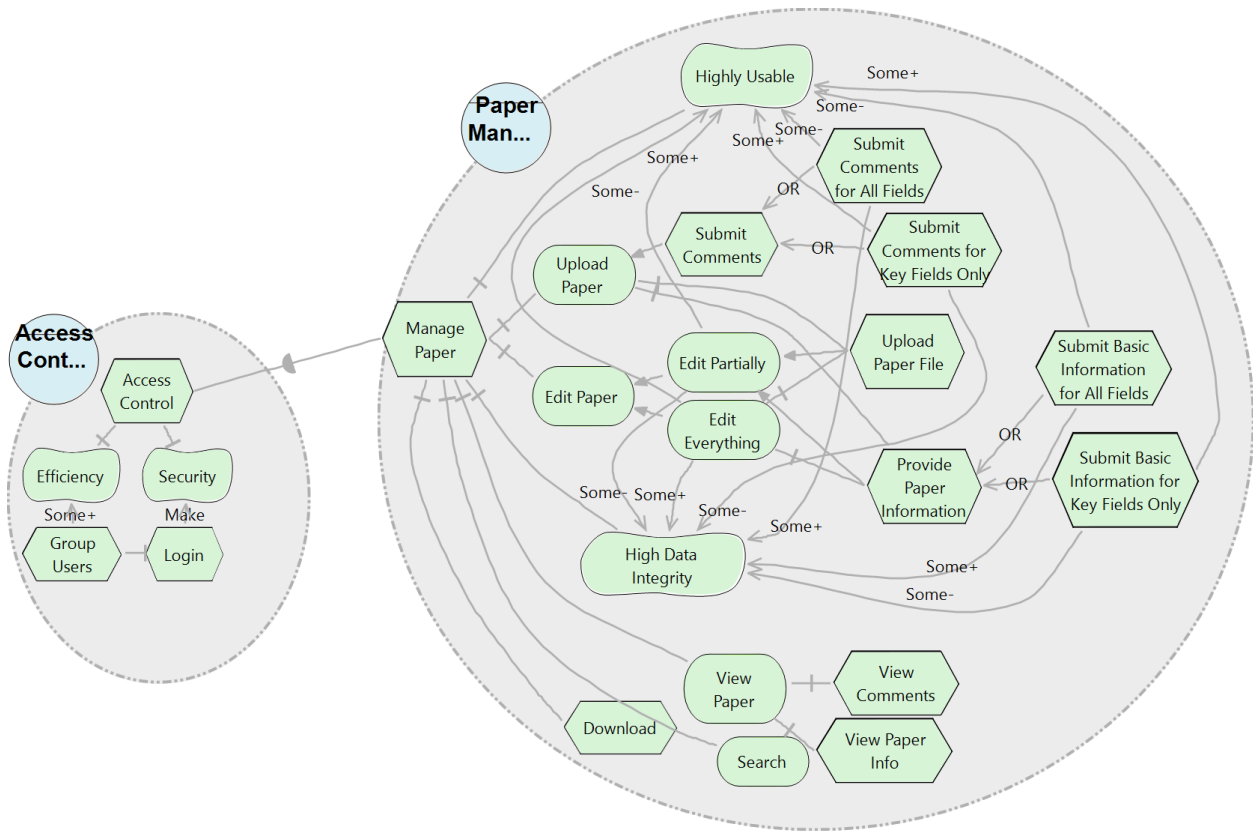 Highly Usable
Some+
Some-
Paper
Man...
Some-
Some+
Submit
Comments
for All Fields
Some+
Some-
OR
Submit
Comments
Submit
Comments for
Key Fields Only
OR
Upload
Paper
Access
Cont...
Manage
Paper
Upload
Paper File
Edit Partially
Submit Basic
Information
for All Fields
Access
Control
Edit Paper
Edit
Everything
OR
Efficiency
Security
Provide
Paper
Information
Submit Basic
Information for
Key Fields Only
OR
Some-
Some+
Some-
Some+
Some+
Make
Group
Users
Login
High Data
Integrity
Some+
Some-
View
Paper
View
Comments
Download
View Paper
Info
Search